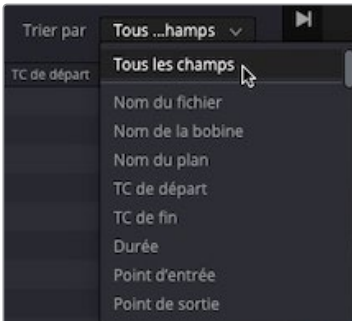 Trier par Tous ...hamps
TC de départ
Tous les champs
Nom du fichier
Nom de la bobine
Nom du plan
TC de départ
TC de fin
Durée
Point d'entrée
Point de sortie